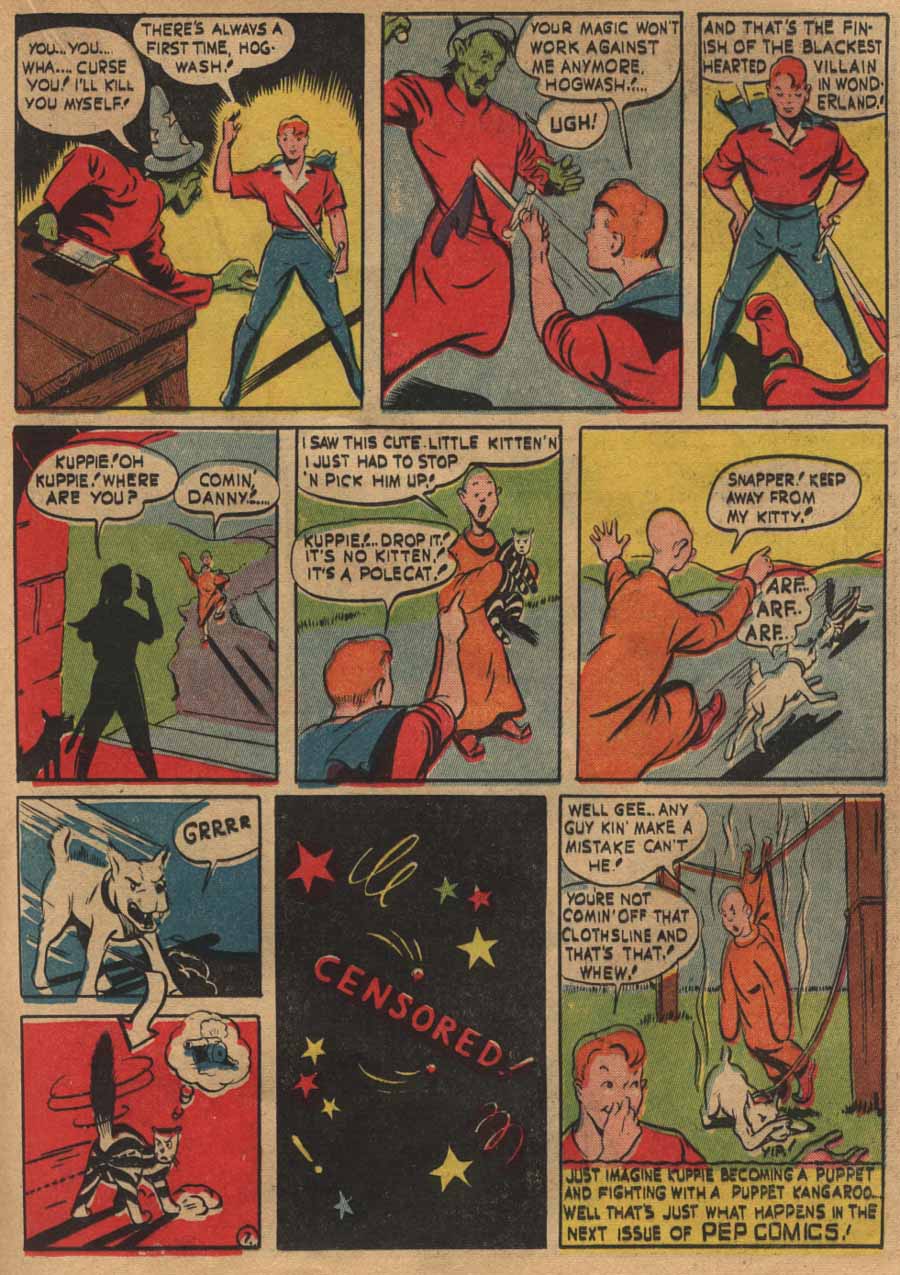 YOU...YOU...
WHA.... CURSE
YOU! I'LL KILL
YOU MYSELF!
THERE'S ALWAYS A
FIRST TIME, HOG-
WASH!
YOUR MAGIC WON'T
WORK AGAINST
ME ANYMORE,
HOGWASH!....
UGH!
AND THAT'S THE FIN-
ISH OF THE BLACKEST
HEARTED VILLAIN
IN WOND-
ERLAND!
KUPPIE! OH
KUPPIE! WHERE
ARE YOU?
COMIN',
DANNY!....
I SAW THIS CUTE LITTLE KITTEN 'N
I JUST HAD TO STOP
'N PICK HIM UP!
KUPPIE!...DROP IT!
IT'S NO KITTEN!
IT'S A POLECAT!
SNAPPER! KEEP
AWAY FROM
MY KITTY!
ARF...
ARF..
ARF..
GRRRR
7.
CENSORED!
WELL GEE.. ANY
GUY KIN' MAKE A
MISTAKE CAN'T
HE!
YOU'RE NOT
COMIN' OFF THAT
CLOTHSLINE AND
THAT'S THAT!
WHEW!
YIP!
JUST IMAGINE KUPPIE BECOMING A PUPPET
AND FIGHTING WITH A PUPPET KANGAROO...
WELL THAT'S JUST WHAT HAPPENS IN THE
NEXT ISSUE OF PEP COMICS!